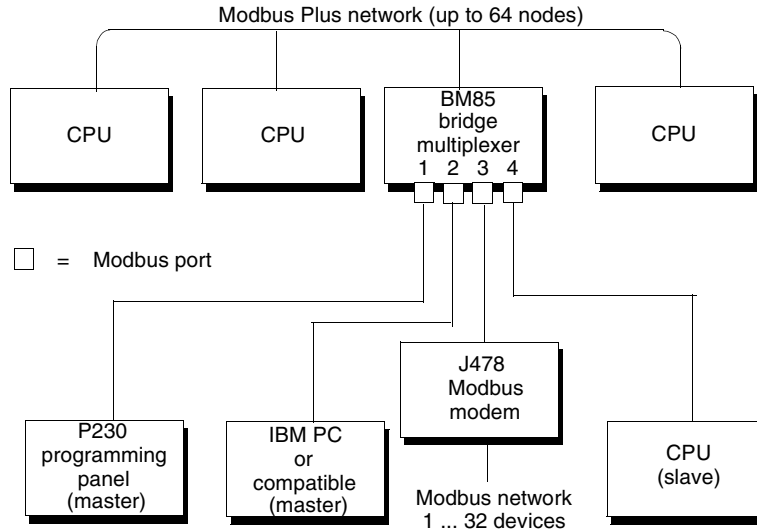 Modbus Plus network (up to 64 nodes)
CPU
CPU
BM85
bridge
multiplexer
1 2 3 4
CPU
= Modbus port
P230
programming
panel
(master)
IBM PC
or
compatible
(master)
J478
Modbus
modem
Modbus network
1 ... 32 devices
CPU
(slave)